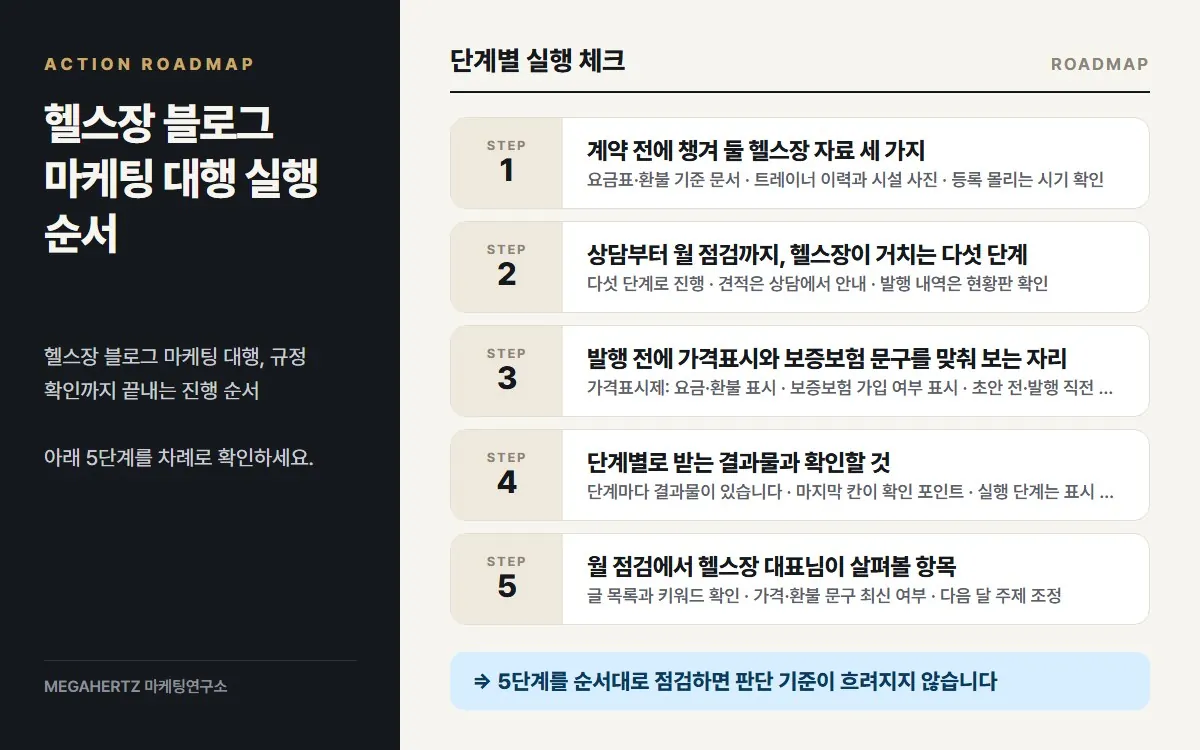 ACTION ROADMAP
헬스장 블로그
마케팅 대행 실행
순서
헬스장 블로그 마케팅 대행, 규정
확인까지 끝내는 진행 순서
아래 5단계를 차례로 확인하세요.
MEGAHERTZ 마케팅연구소
단계별 실행 체크
ROADMAP
STEP
1
계약 전에 챙겨 둘 헬스장 자료 세 가지
요금표·환불 기준 문서 · 트레이너 이력과 시설 사진 · 등록 몰리는 시기 확인
STEP
2
상담부터 월 점검까지, 헬스장이 거치는 다섯 단계
다섯 단계로 진행 · 견적은 상담에서 안내 · 발행 내역은 현황판 확인
STEP
3
발행 전에 가격표시와 보증보험 문구를 맞춰 보는 자리
가격표시제: 요금·환불 표시 · 보증보험 가입 여부 표시 · 초안 전·발행 직전 ...
STEP
4
단계별로 받는 결과물과 확인할 것
단계마다 결과물이 있습니다 · 마지막 칸이 확인 포인트 · 실행 단계는 표시 ...
STEP
5
월 점검에서 헬스장 대표님이 살펴볼 항목
글 목록과 키워드 확인 · 가격·환불 문구 최신 여부 · 다음 달 주제 조정
→ 5단계를 순서대로 점검하면 판단 기준이 흐려지지 않습니다